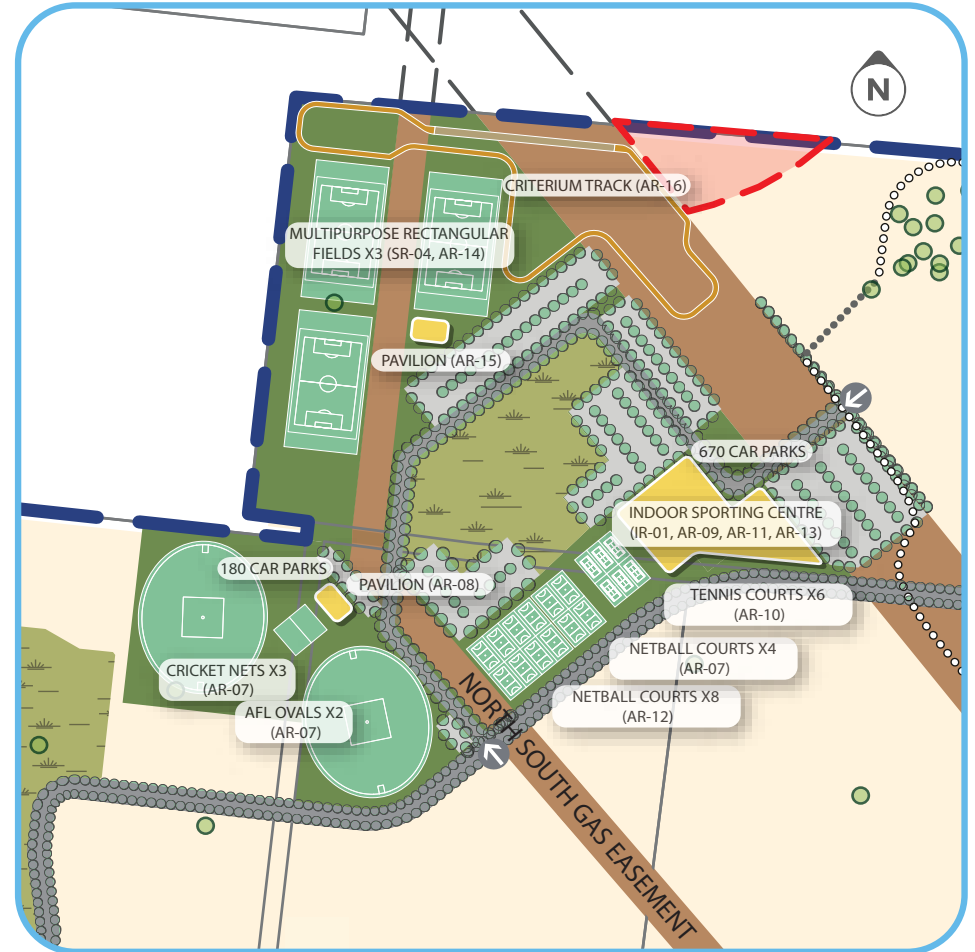 N
CRITERIUM TRACK (AR-16)
MULTIPURPOSE RECTANGULAR
FIELDS X3 (SR-04, AR-14)
PAVILION (AR-15)
670 CAR PARKS
INDOOR SPORTING CENTRE
(IR-01, AR-09, AR-11, AR-13)
180 CAR PARKS
PAVILION (AR-08)
TENNIS COURTS X6
(AR-10)
NETBALL COURTS X4
(AR-07)
CRICKET NETS X3
(AR-07)
NETBALL COURTS X8
(AR-12)
AFL OVALS X2
(AR-07)
NORTH SOUTH GAS EASEMENT